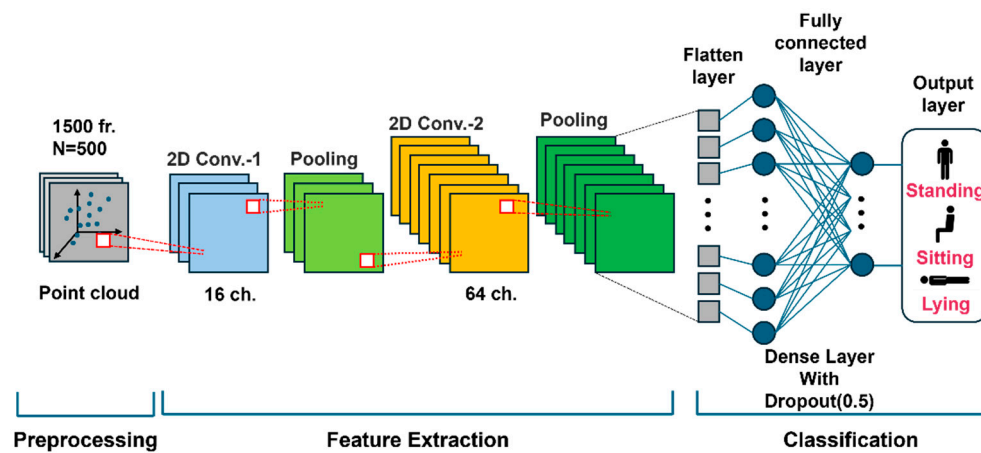 1500 fr.
N=500
Point cloud
2D Conv.-1
16 ch.
Pooling
2D Conv.-2
64 ch.
Pooling
Flatten
layer
Fully
connected
layer
Dense Layer
With
Dropout(0.5)
Output
layer
Standing
Sitting
Lying
Preprocessing
Feature Extraction
Classification